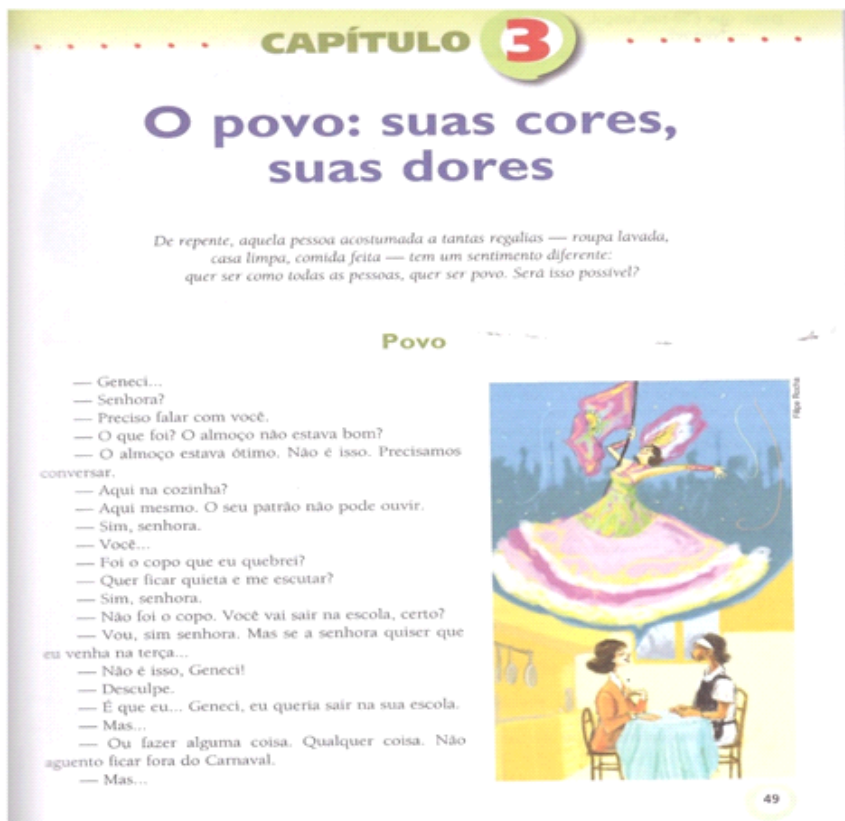 CAPÍTULO 3
O povo: suas cores,
suas dores
De repente, aquela pessoa acostumada a tantas regalias — roupa lavada,
casa limpa, comida feita — tem um sentimento diferente:
quer ser como todas as pessoas, quer ser povo. Será isso possível?
Povo
— Geneci...
— Senhora?
— Preciso falar com você.
— O que foi? O almoço não estava bom?
— O almoço estava ótimo. Não é isso. Precisamos
conversar.
— Aqui na cozinha?
— Aqui mesmo. O seu patrão não pode ouvir.
— Sim, senhora.
— Você...
— Foi o copo que eu quebrei?
— Quer ficar quieta e me escutar?
— Sim, senhora.
— Não foi o copo. Você vai sair na escola, certo?
— Vou, sim senhora. Mas se a senhora quiser que
eu venha na terça...
— Não é isso, Geneci!
— Desculpe.
— É que eu... Geneci, eu queria sair na sua escola.
— Mas...
— Ou fazer alguma coisa. Qualquer coisa. Não
aguento ficar fora do Carnaval.
— Mas...
Filipe Rocha
49